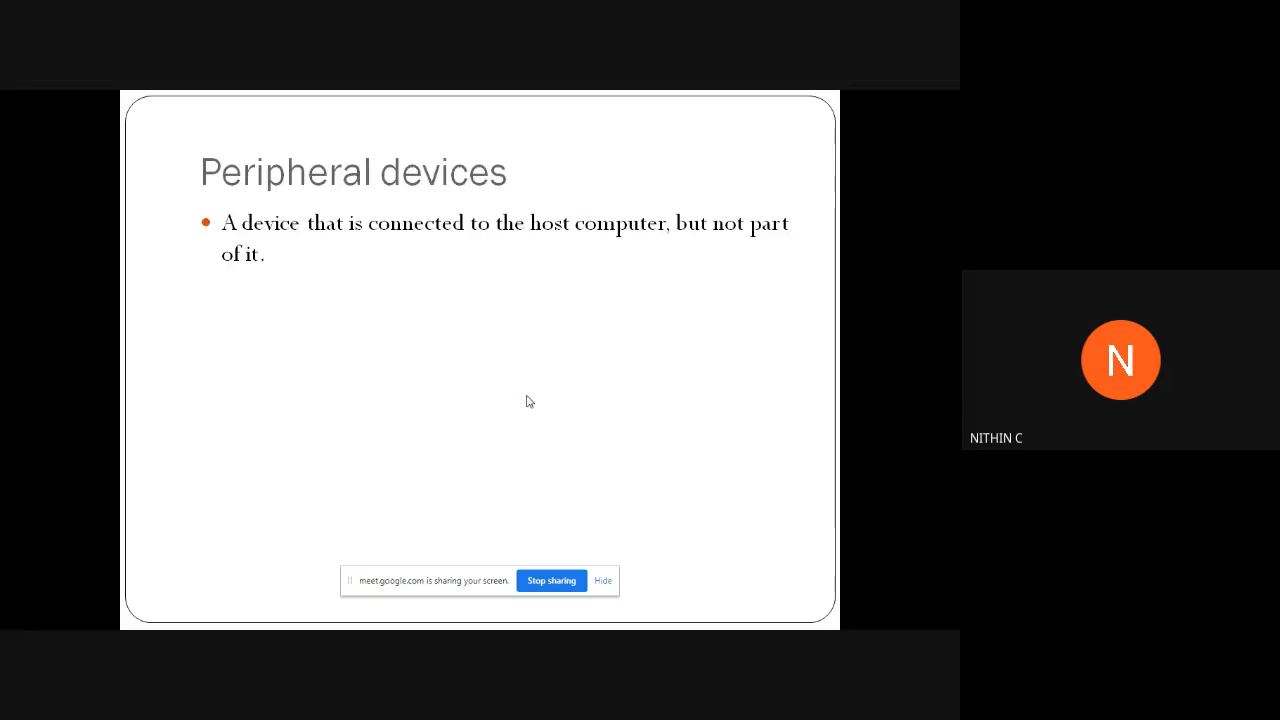 Peripheral devices
A device that is connected to the host computer, but not part
of it.
meet.google.com is sharing your screen.
Stop sharing
Hide
N
NITHIN C